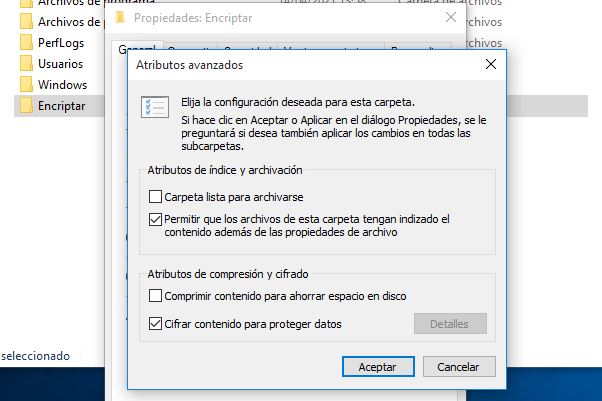 Archivos de programa
Carpeta de archivos
Propiedades: Encriptar
Archivos de
archivos
PerfLogs
General
Usuarios
Atributos avanzados
Windows
Encriptar
Elija la configuración deseada para esta carpeta.
Si hace clic en Aceptar o Aplicar en el diálogo Propiedades, se le
preguntará si desea también aplicar los cambios en todas las
subcarpetas.
Atributos de índice y archivación
Carpeta lista para archivarse
Permitir que los archivos de esta carpeta tengan indizado el
contenido además de las propiedades de archivo
Atributos de compresión y cifrado
Comprimir contenido para ahorrar espacio en disco
Cifrar contenido para proteger datos
Detalles
seleccionado
Aceptar
Cancelar